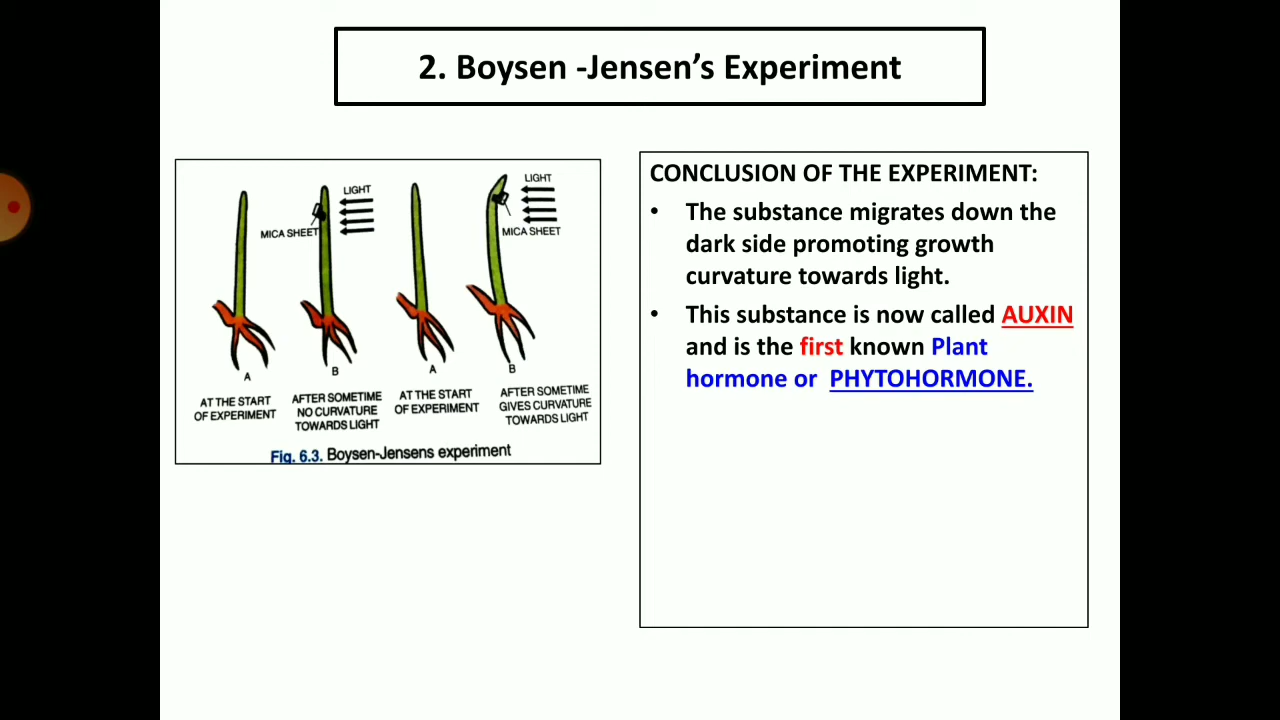 2. Boysen -Jensen’s Experiment
LIGHT
MICA SHEET
A
B
AT THE START
OF EXPERIMENT
AFTER SOMETIME
NO CURVATURE
TOWARDS LIGHT
LIGHT
MICA SHEET
A
B
AT THE START
OF EXPERIMENT
AFTER SOMETIME
GIVES CURVATURE
TOWARDS LIGHT
Fig. 6.3. Boysen-Jensens experiment
CONCLUSION OF THE EXPERIMENT:
• The substance migrates down the
dark side promoting growth
curvature towards light.
• This substance is now called AUXIN
and is the first known Plant
hormone or PHYTOHORMONE.